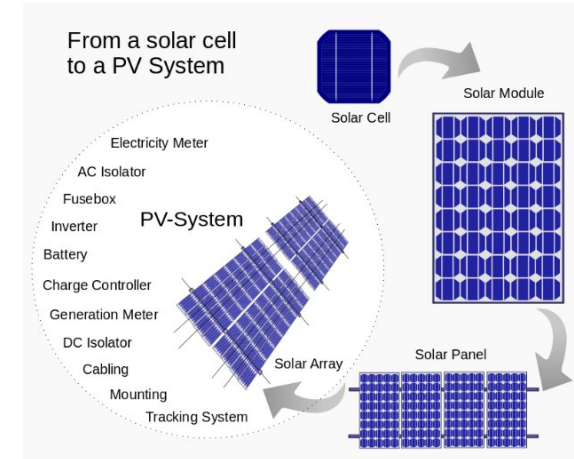 From a solar cell
to a PV System
Solar Cell
Solar Module
Electricity Meter
AC Isolator
Fusebox
PV-System
Inverter
Battery
Charge Controller
Generation Meter
DC Isolator
Solar Array
Solar Panel
Cabling
Mounting
Tracking System